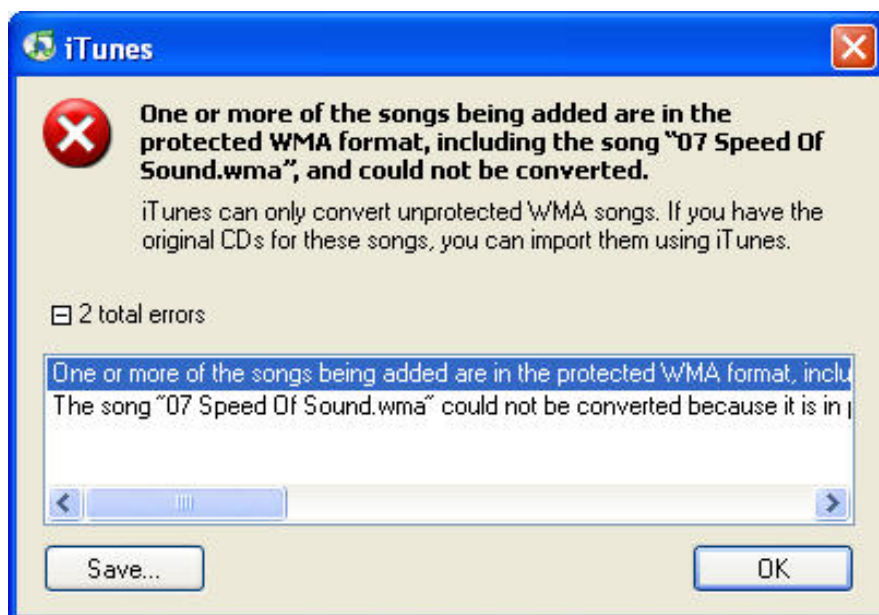 iTunes
One or more of the songs being added are in the
protected WMA format, including the song "07 Speed Of
Sound.wma", and could not be converted.
iTunes can only convert unprotected WMA songs. If you have the
original CDs for these songs, you can import them using iTunes.
2 total errors
One or more of the songs being added are in the protected WMA format, inclu
The song "07 Speed Of Sound.wma" could not be converted because it is in
Save...
OK